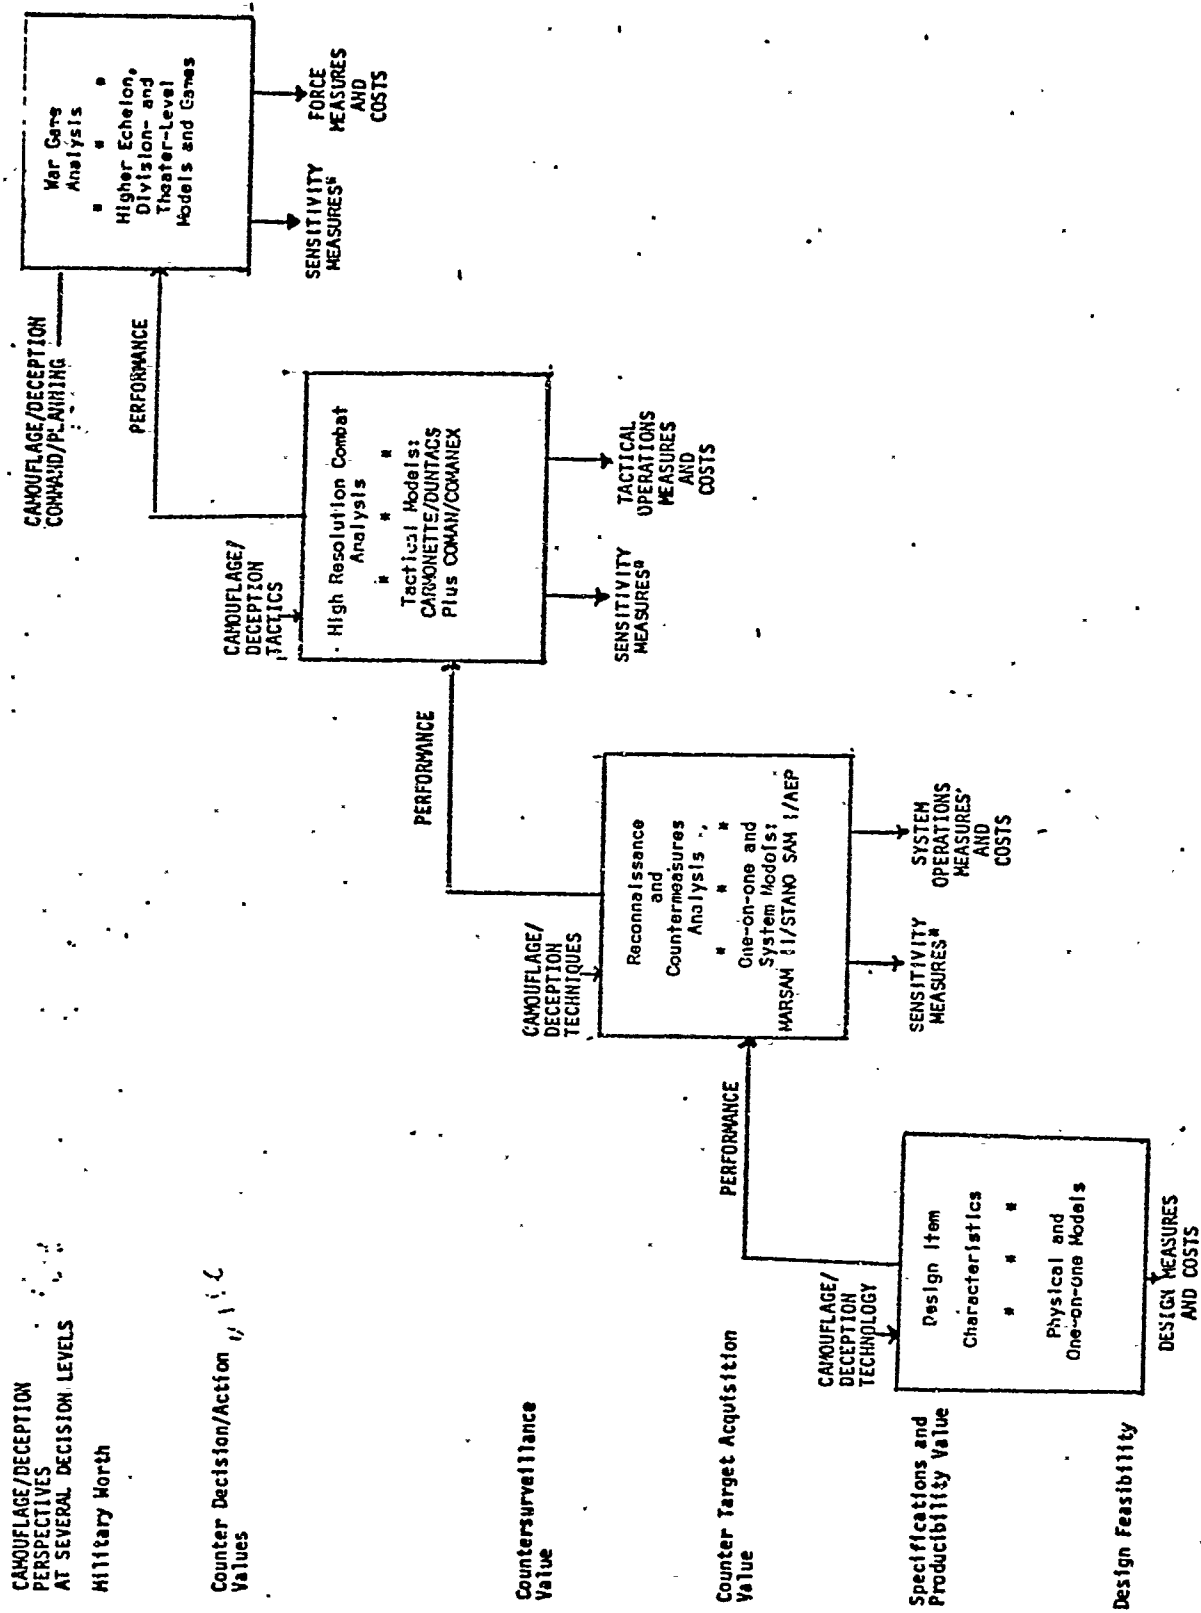 CAMOUFLAGE/DECEPTION
PERSPECTIVES
AT SEVERAL DECISION LEVELS
Military Worth
Counter Decision/Action
Values
Countersurveillance
Value
Counter Target Acquisition
Value
Specifications and
Producibility Value
Design Feasibility
CAMOUFLAGE/DECEPTION
COMMAND/PLANNING
War Game
Analysis
* * *
Higher Echelon,
Division- and
Theater-Level
Models and Games
SENSITIVITY
MEASURES*
FORCE
MEASURES
AND
COSTS
PERFORMANCE
CAMOUFLAGE/
DECEPTION
TACTICS
High Resolution Combat
Analysis
* * *
Tactical Models:
CARMONETTE/DUNTACS
Plus COMAN/COMANEX
SENSITIVITY
MEASURES*
TACTICAL
OPERATIONS
MEASURES
AND
COSTS
PERFORMANCE
CAMOUFLAGE/
DECEPTION
TECHNIQUES
Reconnaissance
and
Countermeasures
Analysis
* * *
One-on-one and
System Models:
MARSAM II/STANO SAM I/AEP
SENSITIVITY
MEASURES*
SYSTEM
OPERATIONS
MEASURES
AND
COSTS
PERFORMANCE
CAMOUFLAGE/
DECEPTION
TECHNOLOGY
Design Item
Characteristics
* * *
Physical and
One-on-one Models
DESIGN MEASURES
AND COSTS